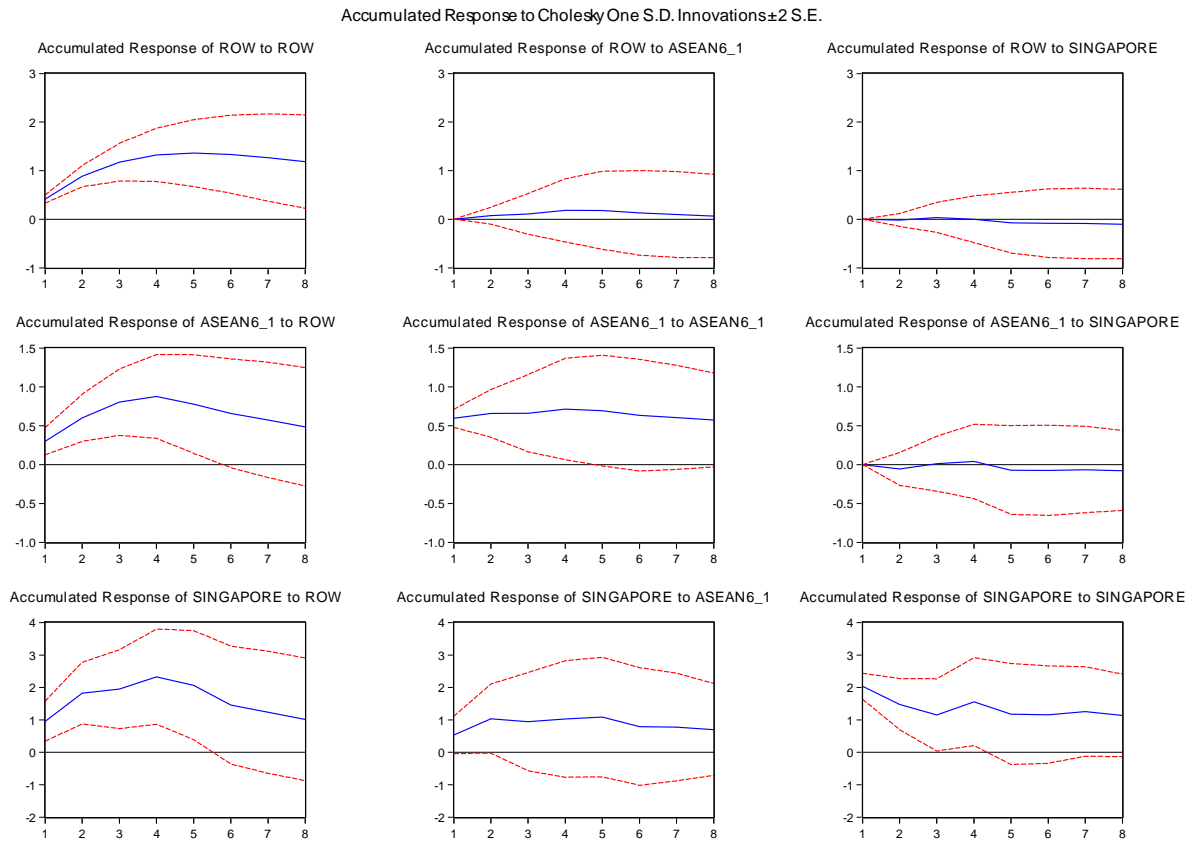 Accumulated Response to Cholesky One S.D. Innovations ± 2 S.E.
Accumulated Response of ROW to ROW
Accumulated Response of ROW to ASEAN6_1
Accumulated Response of ROW to SINGAPORE
3 3 3
2 2 2
1 1 1
0 0 0
-1 -1 -1
1 2 3 4 5 6 7 8 1 2 3 4 5 6 7 8 1 2 3 4 5 6 7 8
Accumulated Response of ASEAN6_1 to ROW
Accumulated Response of ASEAN6_1 to ASEAN6_1
Accumulated Response of ASEAN6_1 to SINGAPORE
1.5 1.5 1.5
1.0 1.0 1.0
0.5 0.5 0.5
0.0 0.0 0.0
-0.5 -0.5 -0.5
-1.0 -1.0 -1.0
1 2 3 4 5 6 7 8 1 2 3 4 5 6 7 8 1 2 3 4 5 6 7 8
Accumulated Response of SINGAPORE to ROW
Accumulated Response of SINGAPORE to ASEAN6_1
Accumulated Response of SINGAPORE to SINGAPORE
4 4 4
3 3 3
2 2 2
1 1 1
0 0 0
-1 -1 -1
-2 -2 -2
1 2 3 4 5 6 7 8 1 2 3 4 5 6 7 8 1 2 3 4 5 6 7 8